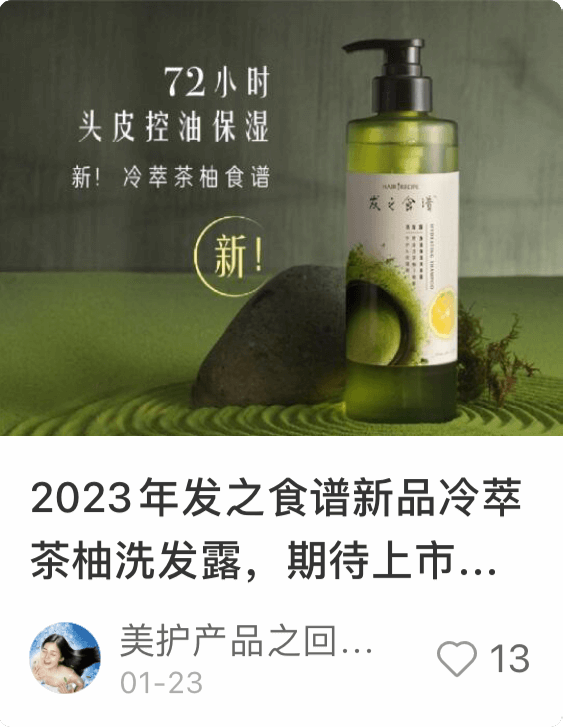 72小时
头皮控油保湿
新! 冷萃茶柚食谱
新!
HAIR RECIPE
发之食谱
2023年发之食谱新品冷萃
茶柚洗发露，期待上市...
美护产品之回...
01-23
13